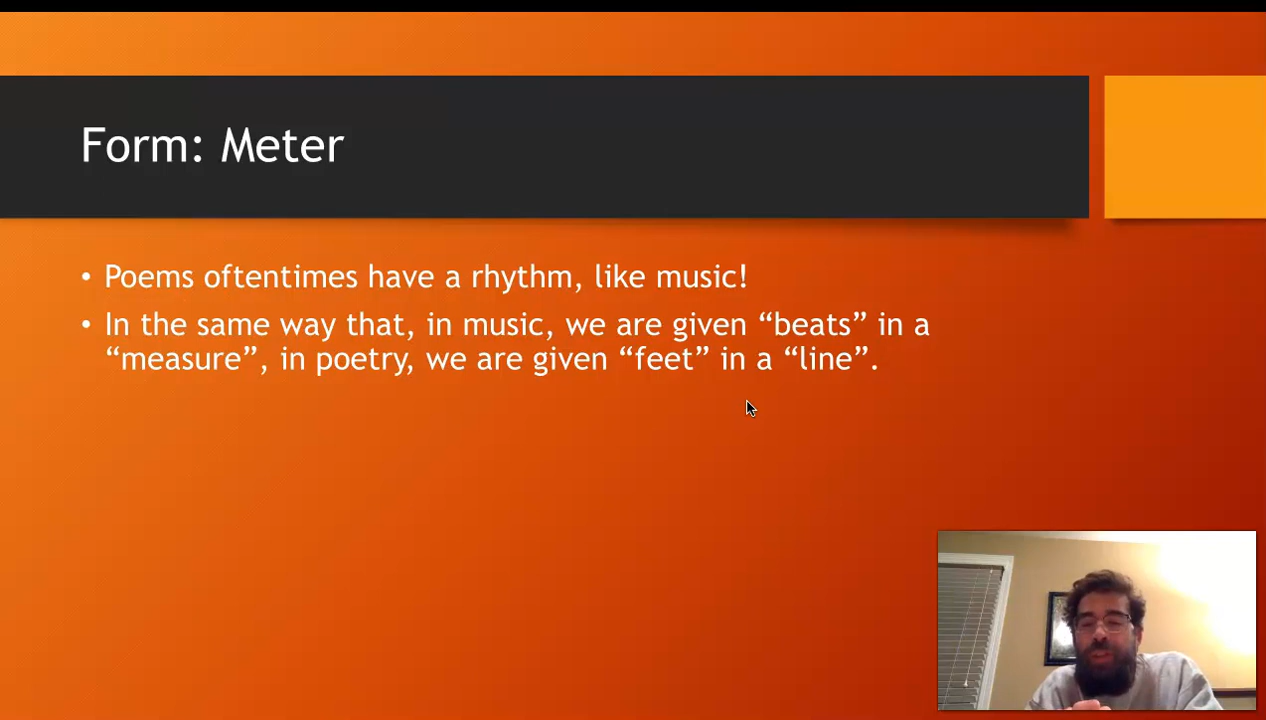 Form: Meter
• Poems oftentimes have a rhythm, like music!
• In the same way that, in music, we are given “beats” in a
“measure”, in poetry, we are given “feet” in a “line”.